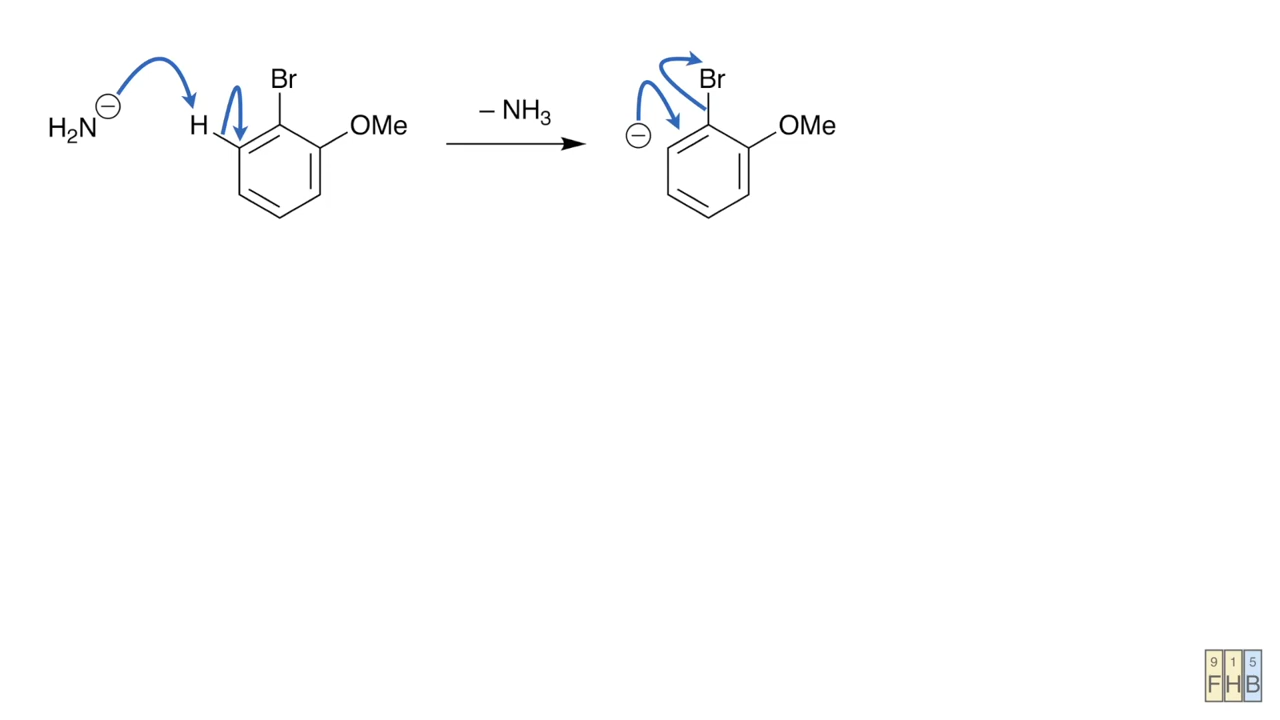 Br
Br
– NH₃
H₂N⊖
H
OMe
⊖
OMe
9 1 5
F H B